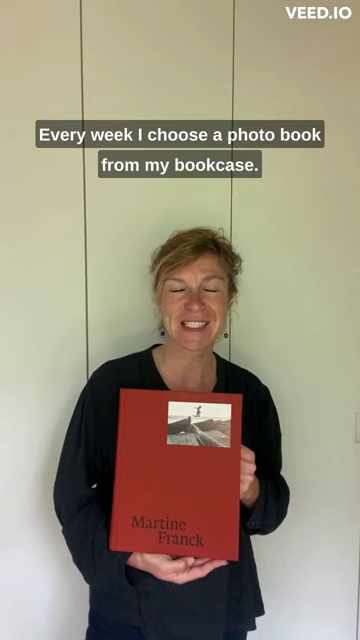 VEED.IO
Every week I choose a photo book
from my bookcase.
Martine
Franck